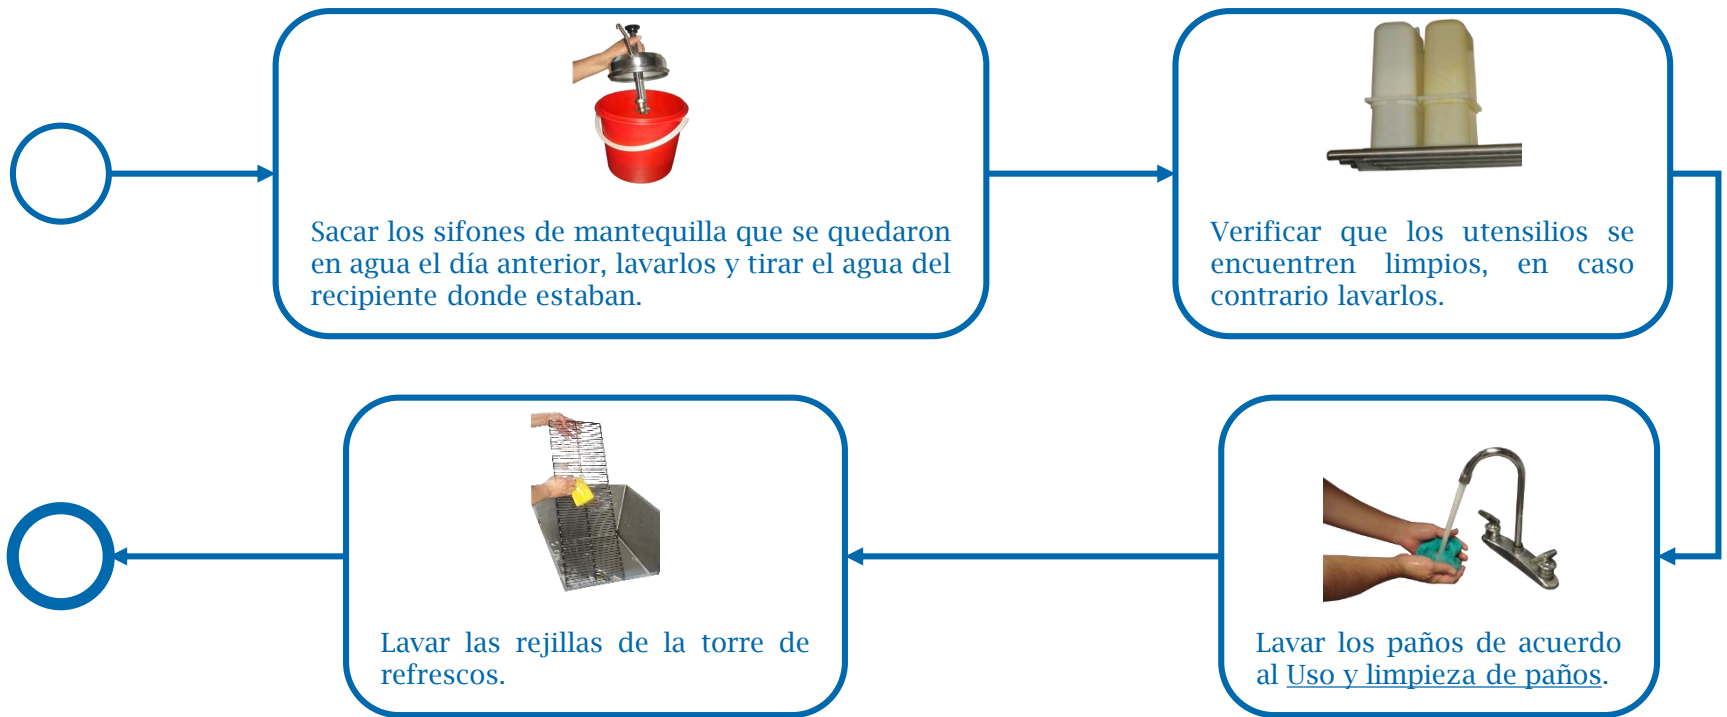 Sacar los sifones de mantequilla que se quedaron
en agua el día anterior, lavarlos y tirar el agua del
recipiente donde estaban.
Verificar que los utensilios se
encuentren limpios, en caso
contrario lavarlos.
Lavar los paños de acuerdo
al Uso y limpieza de paños.
Lavar las rejillas de la torre de
refrescos.